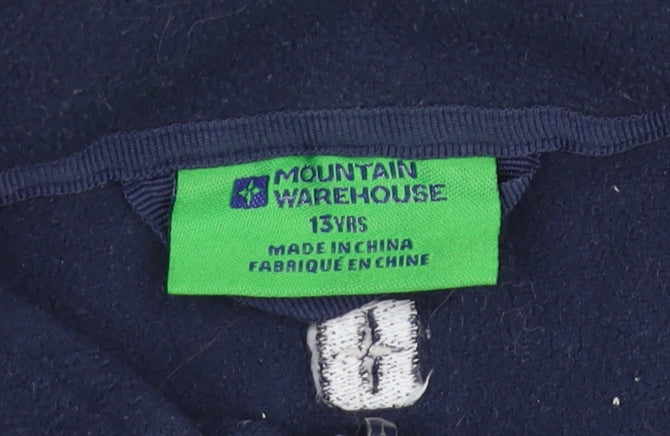 MOUNTAIN
WAREHOUSE
13YRS
MADE IN CHINA
FABRIQUÉ EN CHINE